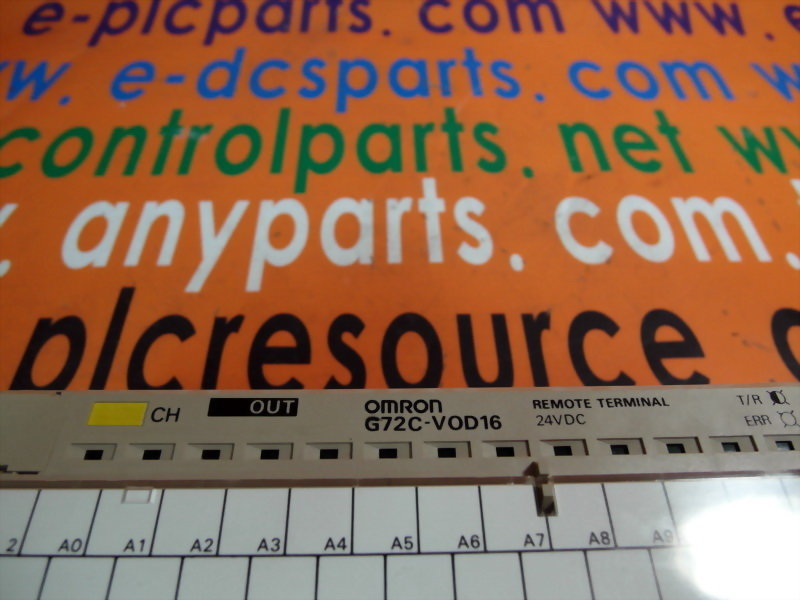 e-plcparts. com www.
w. e-dcsparts. com w
controlparts. net w
. anyparts. com.
plcresource.
CH OUT OMRON REMOTE TERMINAL T/R
G72C-VOD16 24VDC ERR
2 A0 A1 A2 A3 A4 A5 A6 A7 A8 A9